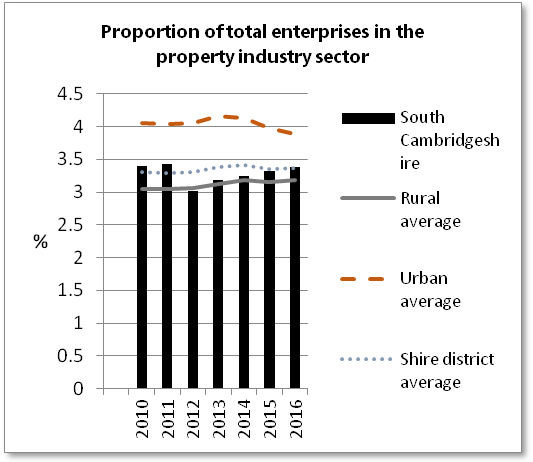 Proportion of total enterprises in the
property industry sector
4.5
4
3.5
3
2.5
2
1.5
1
0.5
0
%
2010
2011
2012
2013
2014
2015
2016
South
Cambridgesh
ire
Rural
average
Urban
average
Shire district
average